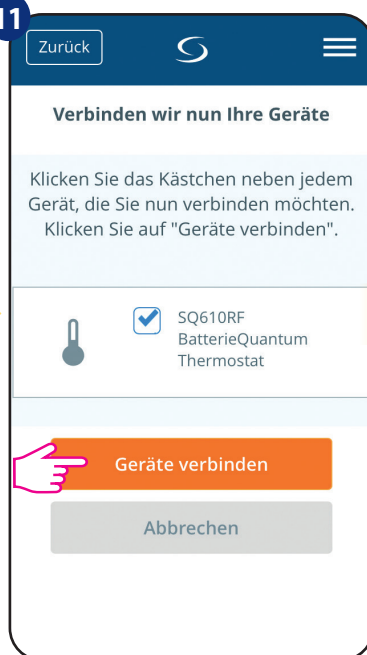 11
Zurück
Verbinden wir nun Ihre Geräte
Klicken Sie das Kästchen neben jedem
Gerät, die Sie nun verbinden möchten.
Klicken Sie auf "Geräte verbinden".
SQ610RF
BatterieQuantum
Thermostat
Geräte verbinden
Abbrechen